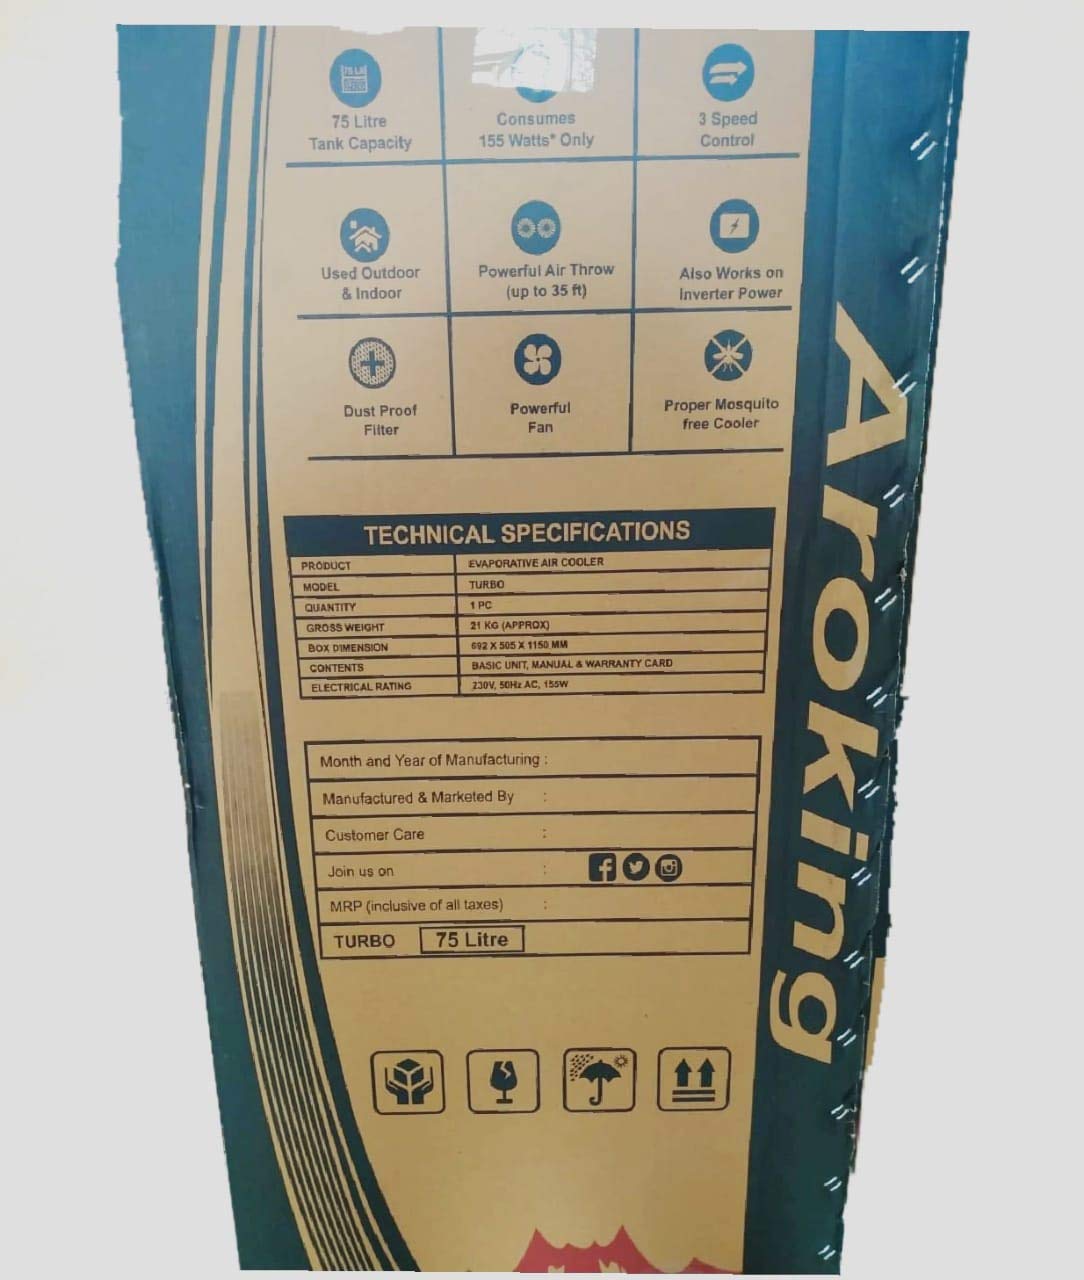 75 Litre
Tank Capacity
Consumes
155 Watts* Only
3 Speed
Control
Used Outdoor
& Indoor
Powerful Air Throw
(up to 35 ft)
Also Works on
Inverter Power
Dust Proof
Filter
Powerful
Fan
Proper Mosquito
free Cooler
TECHNICAL SPECIFICATIONS
PRODUCT EVAPORATIVE AIR COOLER
MODEL TURBO
QUANTITY 1 PC
GROSS WEIGHT 21 KG (APPROX)
BOX DIMENSION 692 X 505 X 1150 MM
CONTENTS BASIC UNIT, MANUAL & WARRANTY CARD
ELECTRICAL RATING 230V, 50Hz AC, 155W
Month and Year of Manufacturing :
Manufactured & Marketed By :
Customer Care :
Join us on :
MRP (inclusive of all taxes) :
TURBO 75 Litre
Aroking